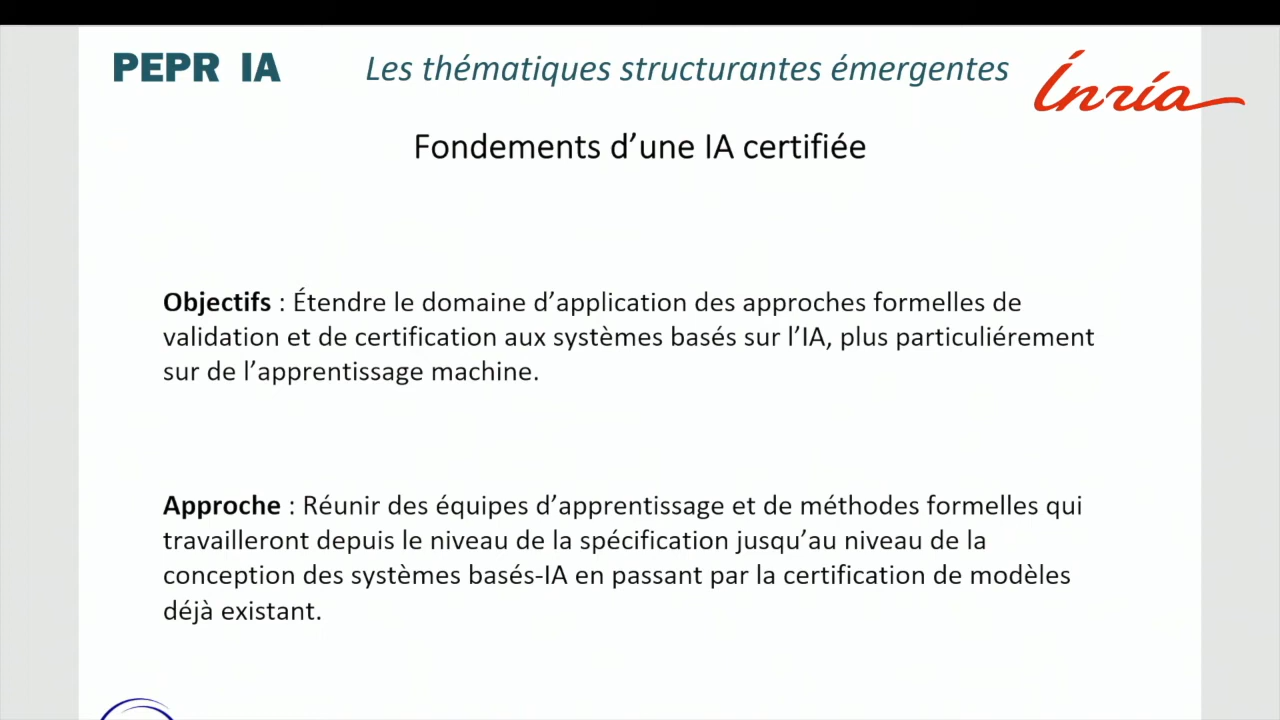 PEPR IA
Les thématiques structurantes émergentes
Inria
Fondements d’une IA certifiée
Objectifs : Étendre le domaine d’application des approches formelles de
validation et de certification aux systèmes basés sur l’IA, plus particuliérement
sur de l’apprentissage machine.
Approche : Réunir des équipes d’apprentissage et de méthodes formelles qui
travailleront depuis le niveau de la spécification jusqu’au niveau de la
conception des systèmes basés-IA en passant par la certification de modèles
déjà existant.